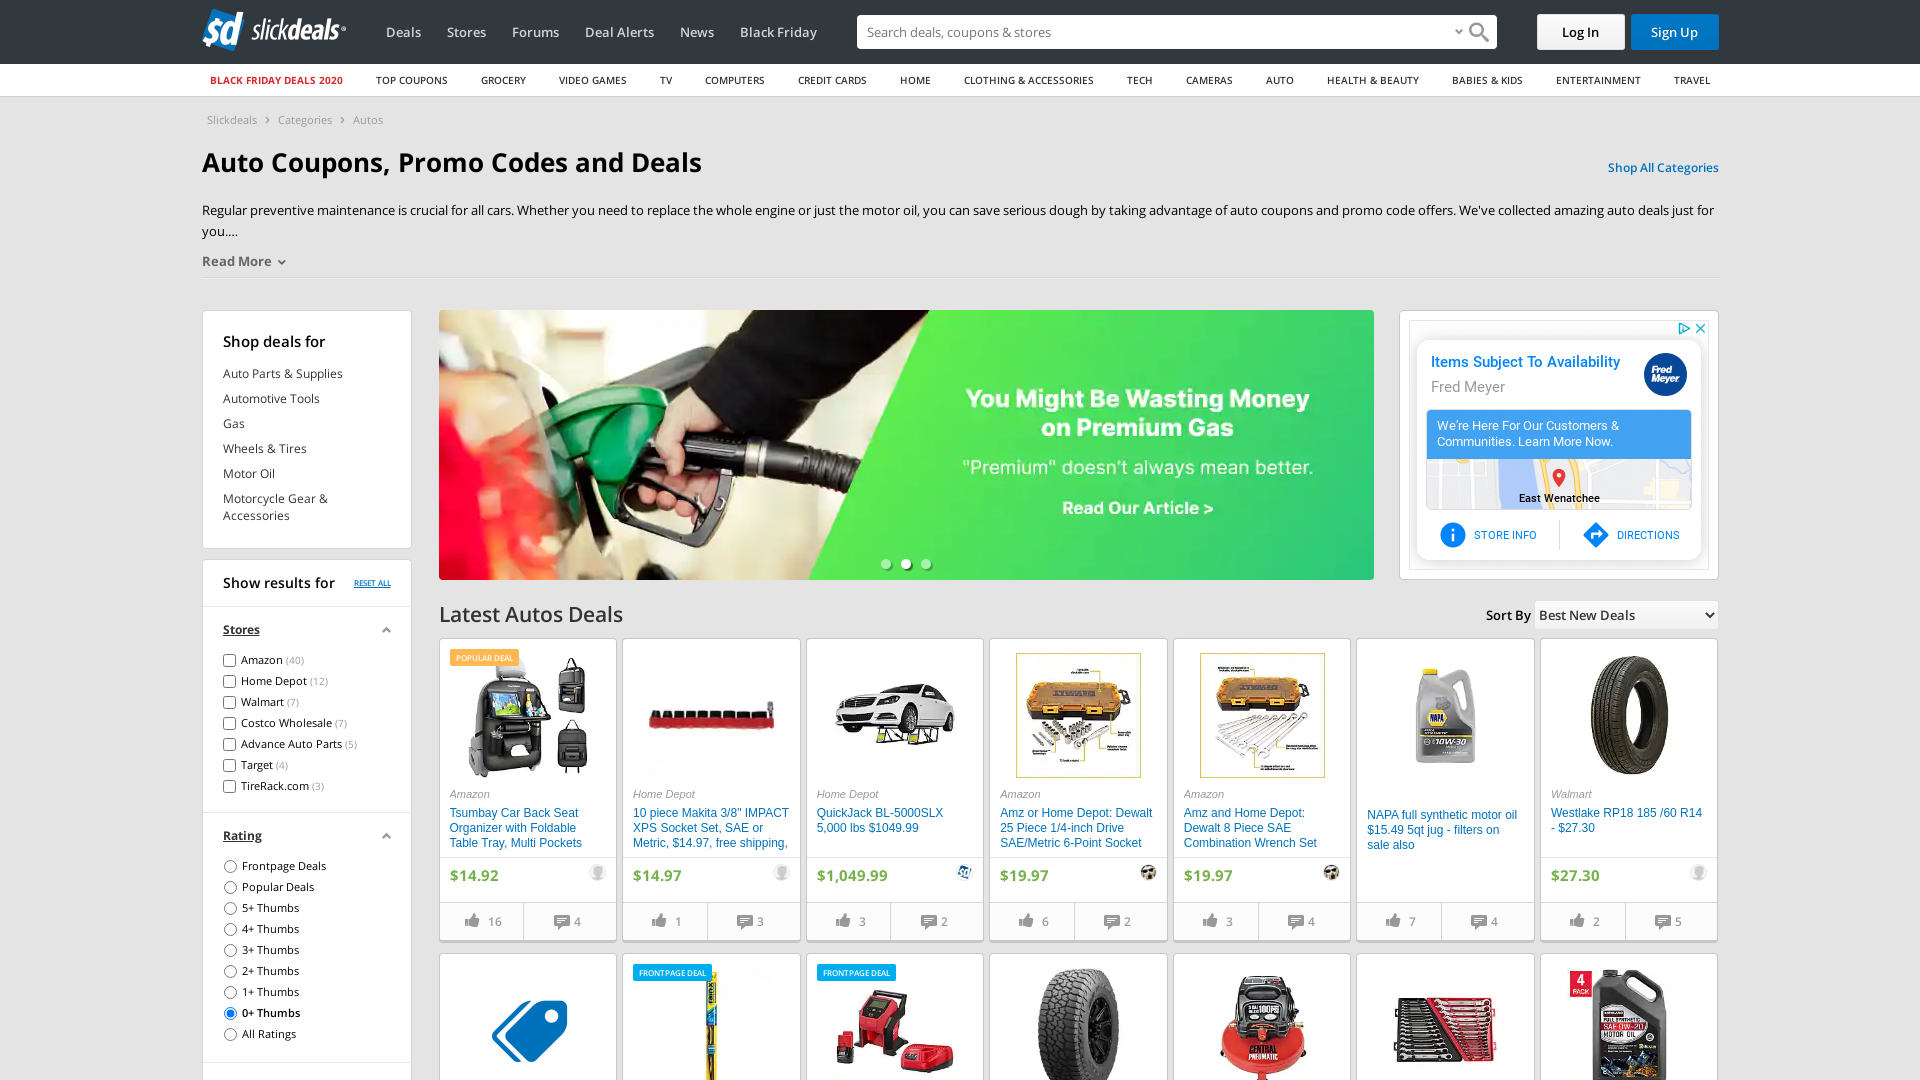 slickdeals
Deals
Stores
Forums
Deal Alerts
News
Black Friday
Search deals, coupons & stores
Log In
Sign Up
BLACK FRIDAY DEALS 2020
TOP COUPONS
GROCERY
VIDEO GAMES
TV
COMPUTERS
CREDIT CARDS
HOME
CLOTHING & ACCESSORIES
TECH
CAMERAS
AUTO
HEALTH & BEAUTY
BABIES & KIDS
ENTERTAINMENT
TRAVEL
Slickdeals
Categories
Autos
Auto Coupons, Promo Codes and Deals
Shop All Categories
Regular preventive maintenance is crucial for all cars. Whether you need to replace the whole engine or just the motor oil, you can save serious dough by taking advantage of auto coupons and promo code offers. We've collected amazing auto deals just for
you....
Read More
Shop deals for
Auto Parts & Supplies
Automotive Tools
Gas
Wheels & Tires
Motor Oil
Motorcycle Gear &
Accessories
Show results for
RESET ALL
Stores
Amazon (40)
Home Depot (12)
Walmart (7)
Costco Wholesale (7)
Advance Auto Parts (5)
Target (4)
TireRack.com (3)
Rating
Frontpage Deals
Popular Deals
5+ Thumbs
4+ Thumbs
3+ Thumbs
2+ Thumbs
1+ Thumbs
0+ Thumbs
All Ratings
You Might Be Wasting Money
on Premium Gas
"Premium" doesn't always mean better.
Read Our Article >
Items Subject To Availability
Fred Meyer
Fred
Meyer
We're Here For Our Customers &
Communities. Learn More Now.
East Wenatchee
STORE INFO
DIRECTIONS
Latest Autos Deals
Sort By
Best New Deals
POPULAR DEAL
Amazon
Tsumbay Car Back Seat
Organizer with Foldable
Table Tray, Multi Pockets
$14.92
16
4
Home Depot
10 piece Makita 3/8" IMPACT
XPS Socket Set, SAE or
Metric, $14.97, free shipping,
$14.97
1
3
Home Depot
QuickJack BL-5000SLX
5,000 lbs $1049.99
$1,049.99
3
2
Amazon
Amz or Home Depot: Dewalt
25 Piece 1/4-inch Drive
SAE/Metric 6-Point Socket
$19.97
6
2
Amazon
Amz and Home Depot:
Dewalt 8 Piece SAE
Combination Wrench Set
$19.97
3
4
NAPA
10W-30
NAPA full synthetic motor oil
$15.49 5qt jug - filters on
sale also
7
4
Walmart
Westlake RP18 185 /60 R14
- $27.30
$27.30
2
5
FRONTPAGE DEAL
FRONTPAGE DEAL
CENTRAL
PNEUMATIC
4
PACK
FULL SYNTHETIC
SAE 0W-20
MOTOR OIL